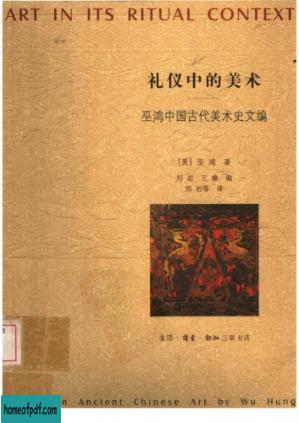 ART IN ITS RITUAL CONTEXT
礼仪中的美术
巫鸿中国古代美术史文编
[美] 巫 鸿 著
郑 岩 王 睿 编
郑 岩等 译
生活·读书·新知三联书店
n Ancient Chinese Art by Wu Hung
homeofpdf.com